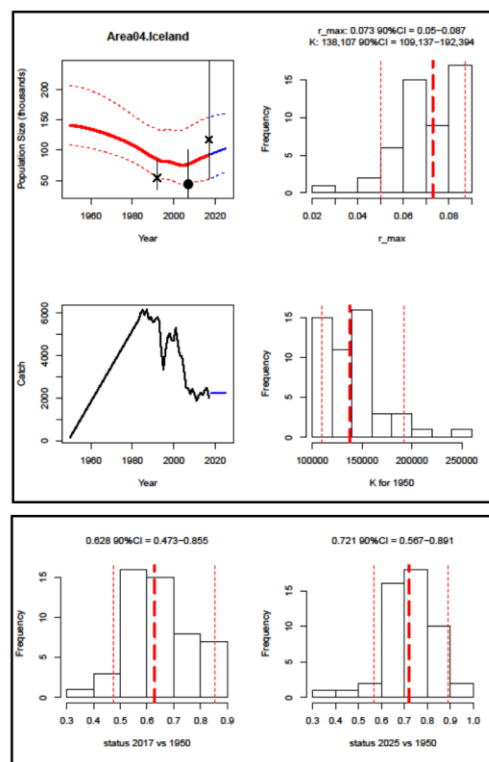 Area04.Iceland
Population Size (thousands)
200
150
100
50
1960 1980 2000 2020
Year
r_max: 0.073 90%CI = 0.05−0.087
K: 138,107 90%CI = 109,137−192,394
Frequency
15
10
5
0
0.02 0.04 0.06 0.08
r_max
Catch
6000
4000
2000
0
1960 1980 2000 2020
Year
Frequency
15
10
5
0
100000 150000 200000 250000
K for 1950
0.628 90%CI = 0.473−0.855
Frequency
15
10
5
0
0.3 0.4 0.5 0.6 0.7 0.8 0.9
status 2017 vs 1950
0.721 90%CI = 0.567−0.891
Frequency
15
10
5
0
0.3 0.4 0.5 0.6 0.7 0.8 0.9 1.0
status 2025 vs 1950